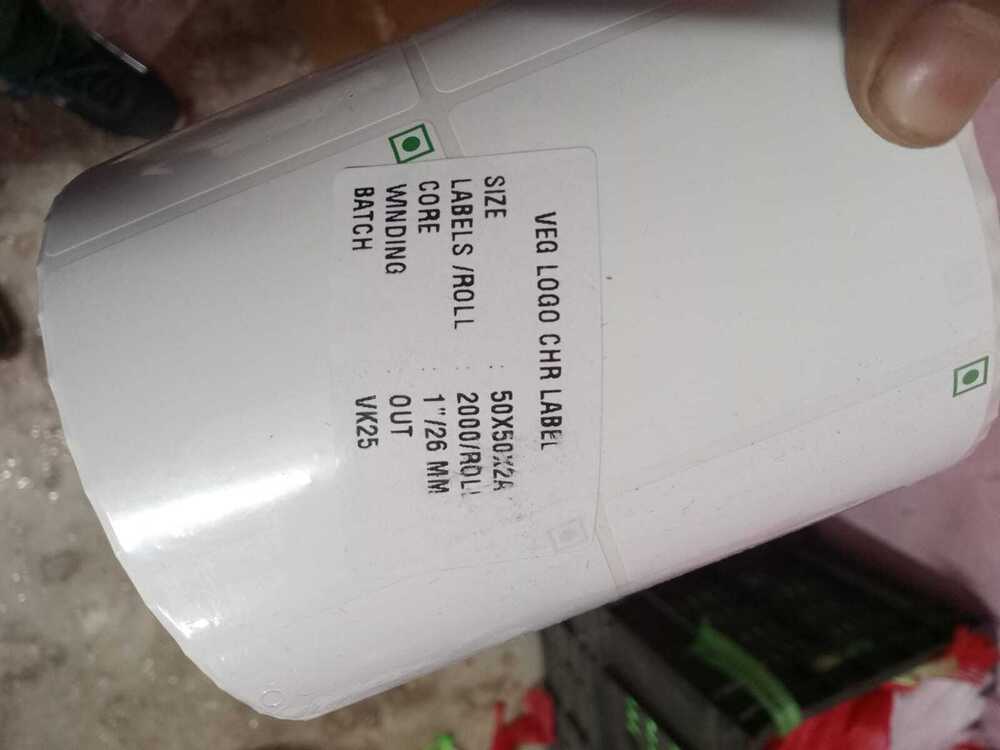 VEG LOGO CHR LABEL
SIZE : 50X50X2A
LABELS /ROLL : 2000/ROLL
CORE : 1"/26 MM
WINDING OUT
BATCH VK25